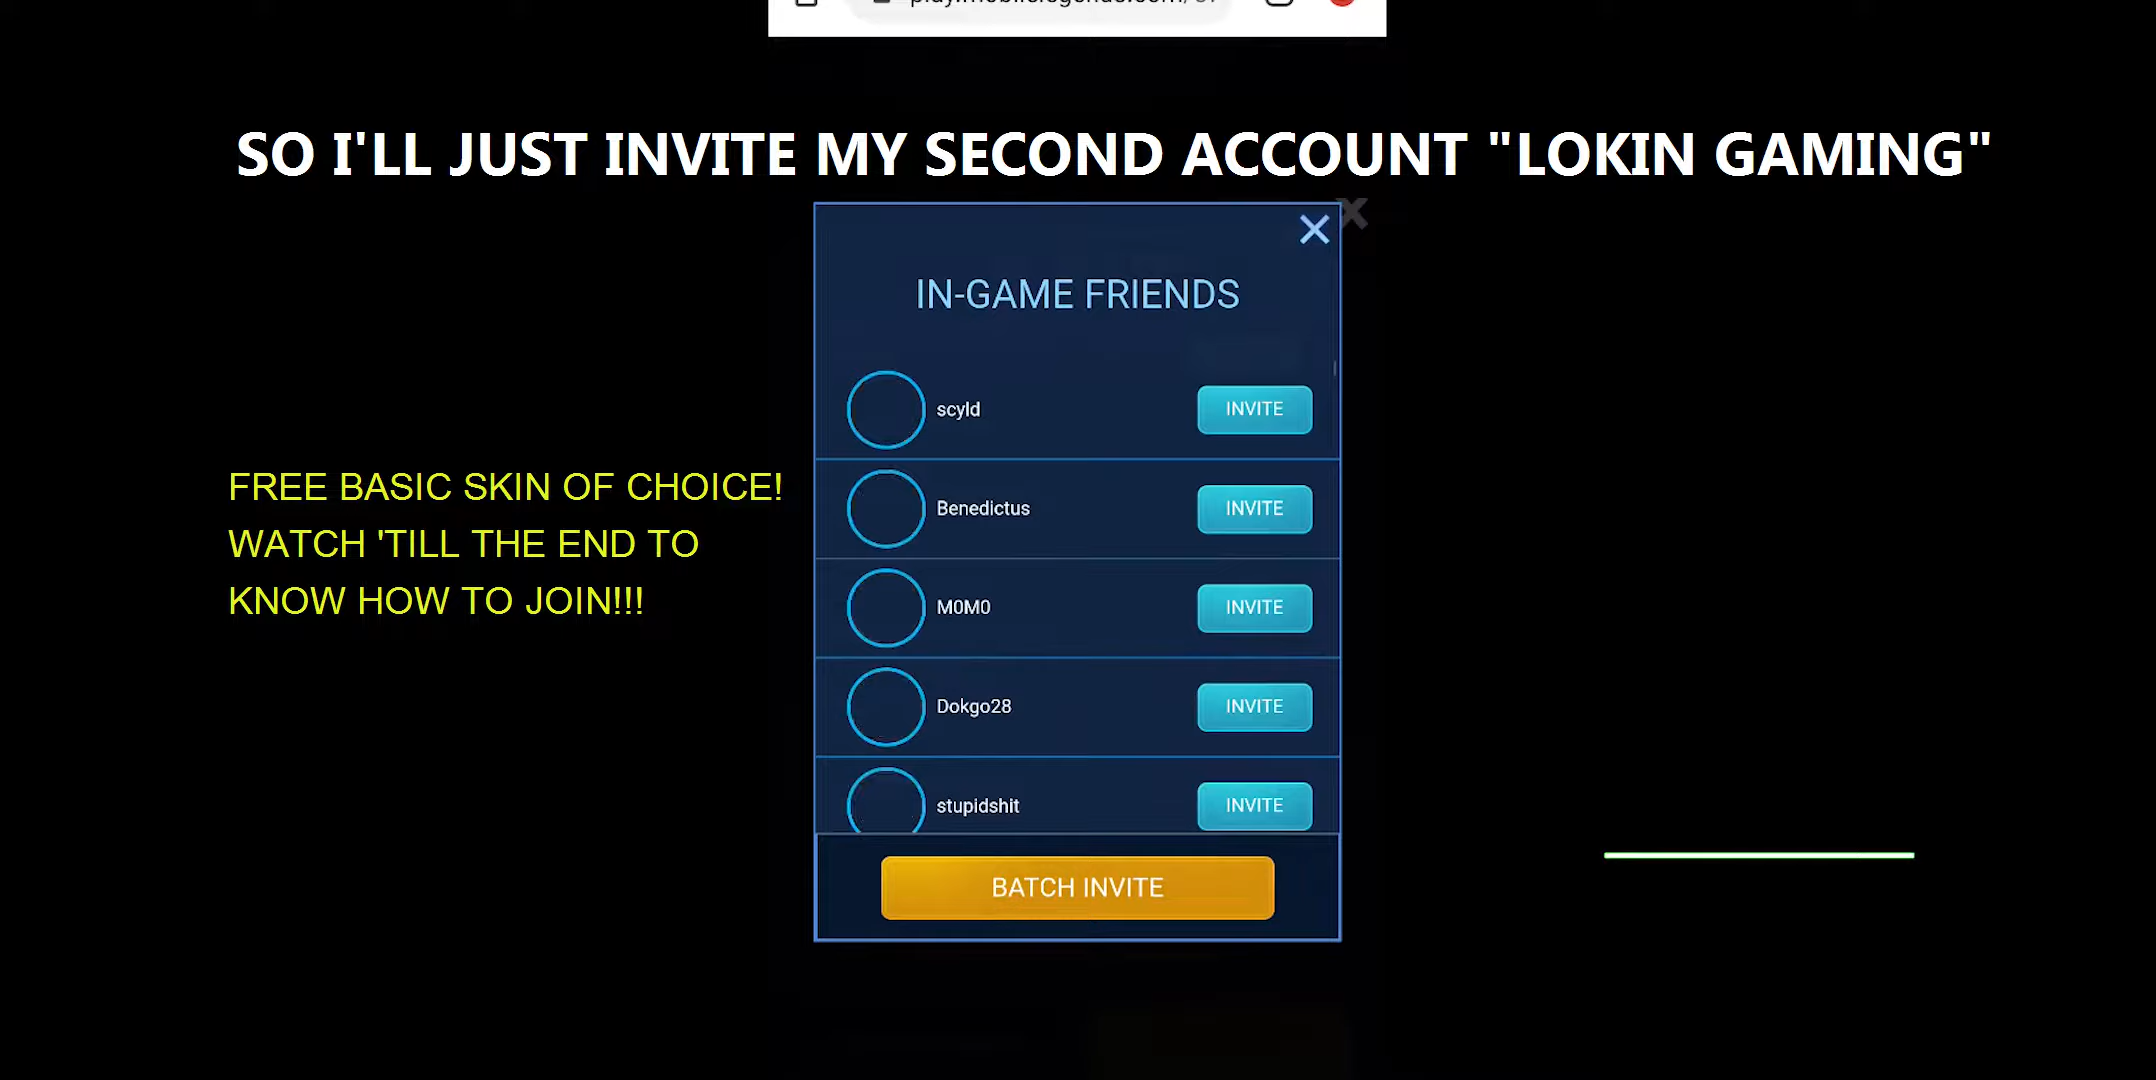 SO I'LL JUST INVITE MY SECOND ACCOUNT "LOKIN GAMING"
IN-GAME FRIENDS
scyld INVITE
Benedictus INVITE
FREE BASIC SKIN OF CHOICE!
WATCH 'TILL THE END TO
KNOW HOW TO JOIN!!!
M0M0 INVITE
Dokgo28 INVITE
stupidshit INVITE
BATCH INVITE